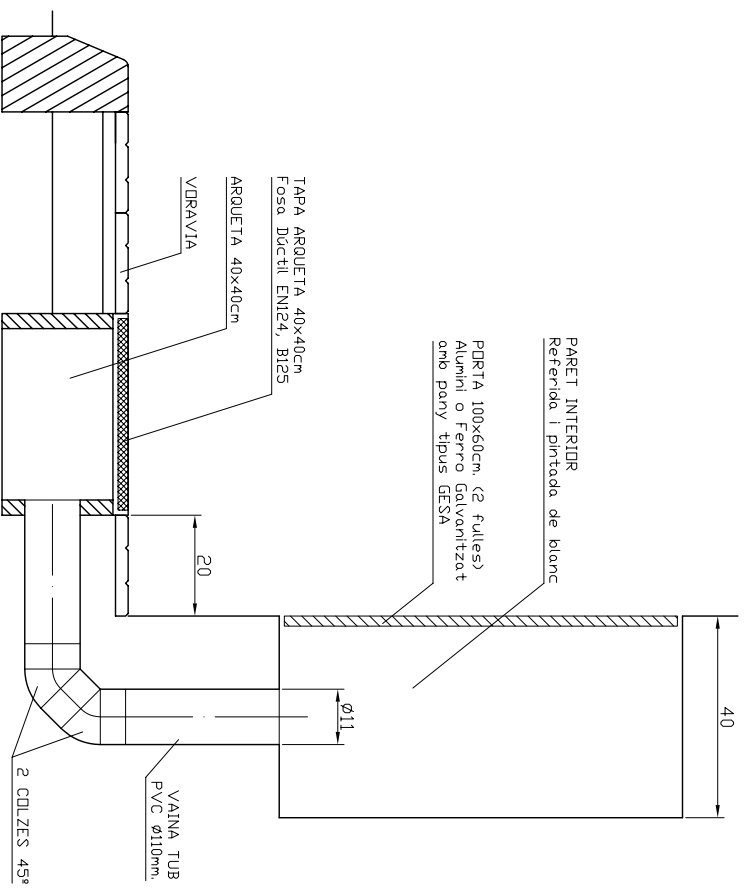 40
PARET INTERIOR
Referida i pintada de blanc
PORTA 100x60cm. (2 fulles)
Alumini o Ferro Galvanitzat
amb pany tipus GESA
TAPA ARQUETA 40x40cm
Fosa Dúctil EN124, B125
ARQUETA 40x40cm
VORAVIA
20
Ø11
VAINA TUB
PVC Ø110mm.
2 COLZES 45º